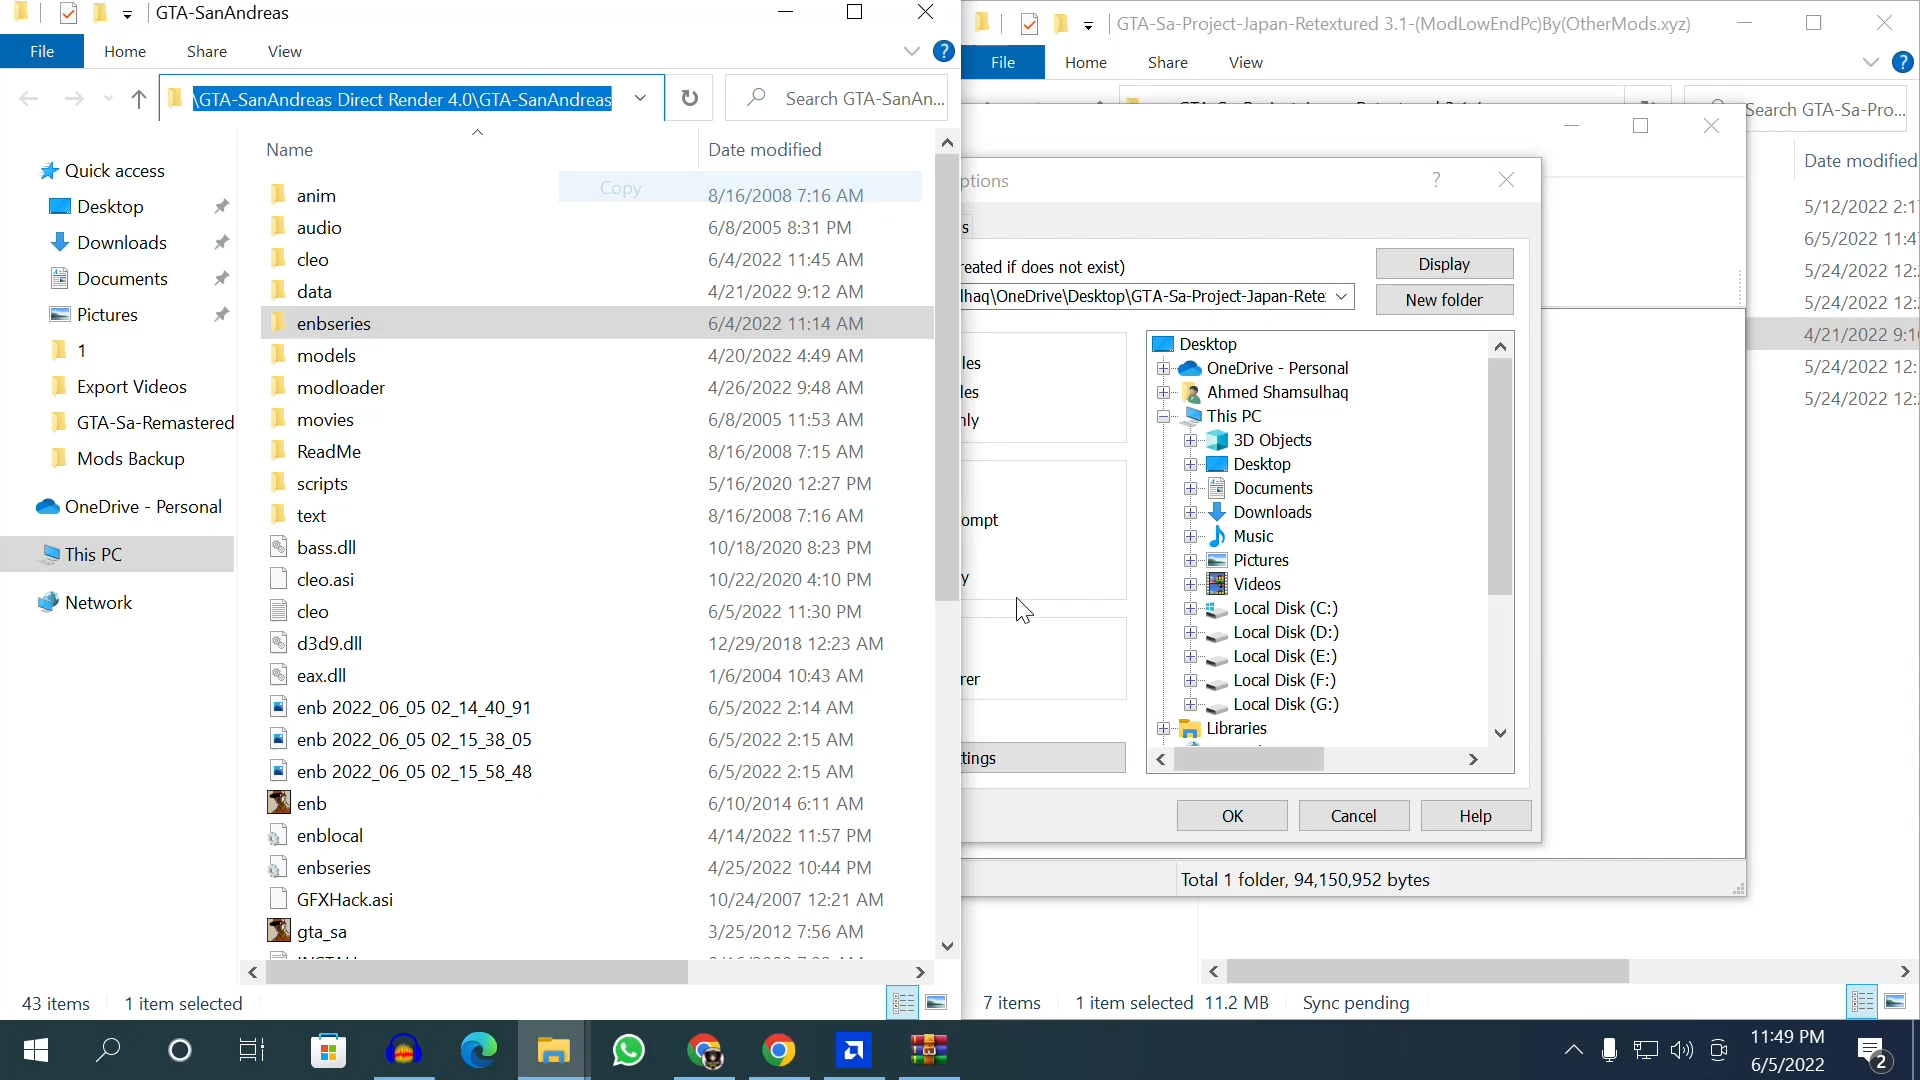 GTA-SanAndreas
File
Home
Share
View
\GTA-SanAndreas Direct Render 4.0\GTA-SanAndreas
Search GTA-SanAn...
Name
Date modified
Copy
Quick access
Desktop
Downloads
Documents
Pictures
1
Export Videos
GTA-Sa-Remastered
Mods Backup
OneDrive - Personal
This PC
Network
anim 8/16/2008 7:16 AM
audio 6/8/2005 8:31 PM
cleo 6/4/2022 11:45 AM
data 4/21/2022 9:12 AM
enbseries 6/4/2022 11:14 AM
models 4/20/2022 4:49 AM
modloader 4/26/2022 9:48 AM
movies 6/8/2005 11:53 AM
ReadMe 8/16/2008 7:15 AM
scripts 5/16/2020 12:27 PM
text 8/16/2008 7:16 AM
bass.dll 10/18/2020 8:23 PM
cleo.asi 10/22/2020 4:10 PM
cleo 6/5/2022 11:30 PM
d3d9.dll 12/29/2018 12:23 AM
eax.dll 1/6/2004 10:43 AM
enb 2022_06_05 02_14_40_91 6/5/2022 2:14 AM
enb 2022_06_05 02_15_38_05 6/5/2022 2:15 AM
enb 2022_06_05 02_15_58_48 6/5/2022 2:15 AM
enb 6/10/2014 6:11 AM
enblocal 4/14/2022 11:57 PM
enbseries 4/25/2022 10:44 PM
GFXHack.asi 10/24/2007 12:21 AM
gta_sa 3/25/2012 7:56 AM
43 items
1 item selected
GTA-Sa-Project-Japan-Retextured 3.1-(ModLowEndPc)By(OtherMods.xyz)
File
Home
Share
View
Search GTA-Sa-Pro...
Date modified
5/12/2022 2:1
6/5/2022 11:4
5/24/2022 12:
5/24/2022 12:
4/21/2022 9:1
5/24/2022 12:
5/24/2022 12:
ptions
?
s
reated if does not exist)
lhaq\OneDrive\Desktop\GTA-Sa-Project-Japan-Rete
Display
New folder
les
les
nly
ompt
y
rer
ttings
Desktop
OneDrive - Personal
Ahmed Shamsulhaq
This PC
3D Objects
Desktop
Documents
Downloads
Music
Pictures
Videos
Local Disk (C:)
Local Disk (D:)
Local Disk (E:)
Local Disk (F:)
Local Disk (G:)
Libraries
OK
Cancel
Help
Total 1 folder, 94,150,952 bytes
7 items
1 item selected 11.2 MB
Sync pending
11:49 PM
6/5/2022
2